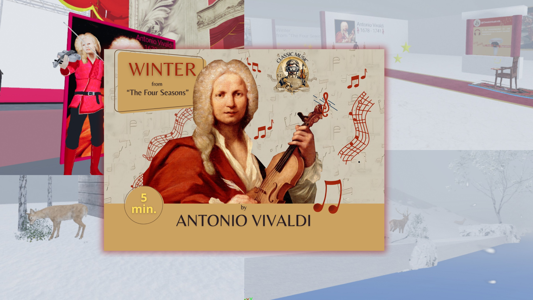 WINTER
from
"The Four Seasons"
CLASSIC MUSIC
5
min.
by
ANTONIO VIVALDI